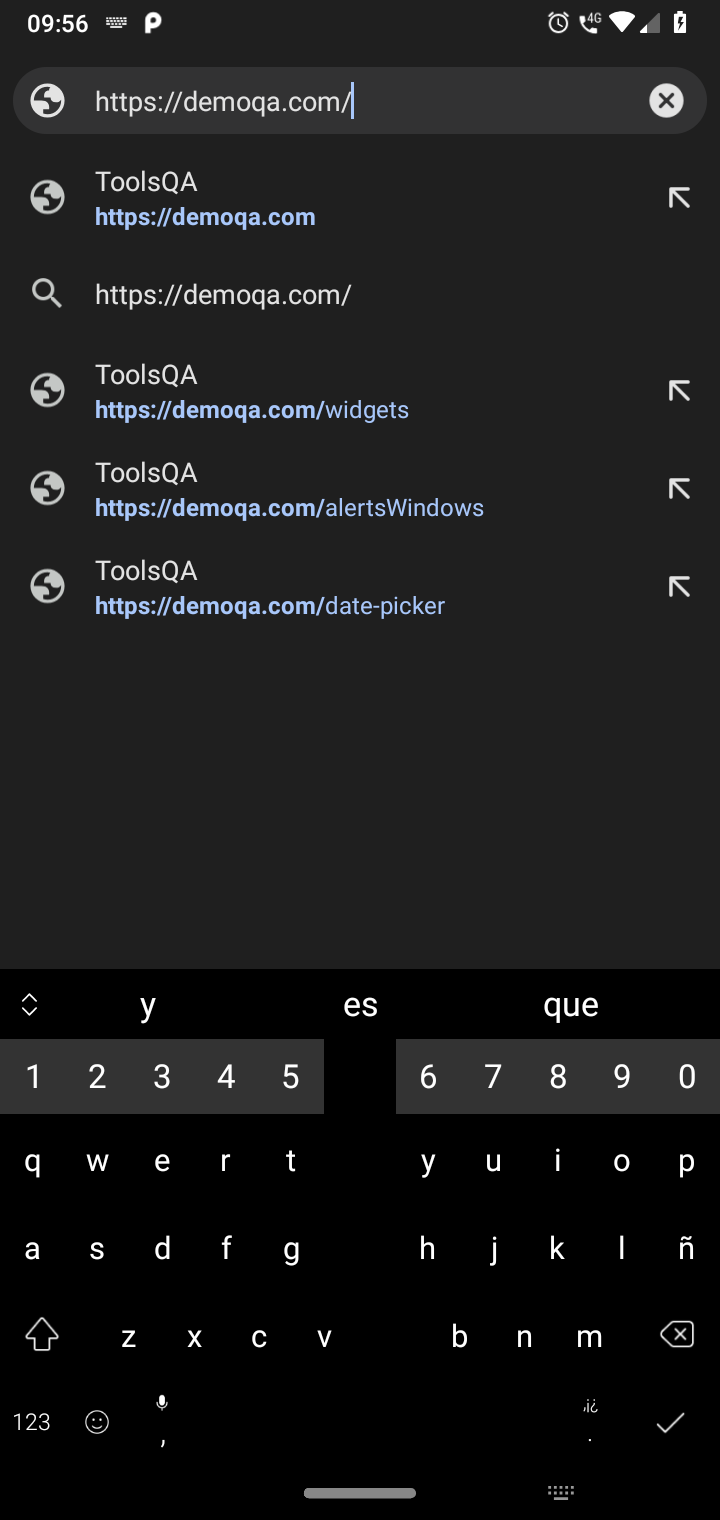 09:56
4G
https://demoqa.com/
ToolsQA
https://demoqa.com
https://demoqa.com/
ToolsQA
https://demoqa.com/widgets
ToolsQA
https://demoqa.com/alertsWindows
ToolsQA
https://demoqa.com/date-picker
y es que
1 2 3 4 5 6 7 8 9 0
q w e r t y u i o p
a s d f g h j k l ñ
z x c v b n m
,¡¿
123 , .